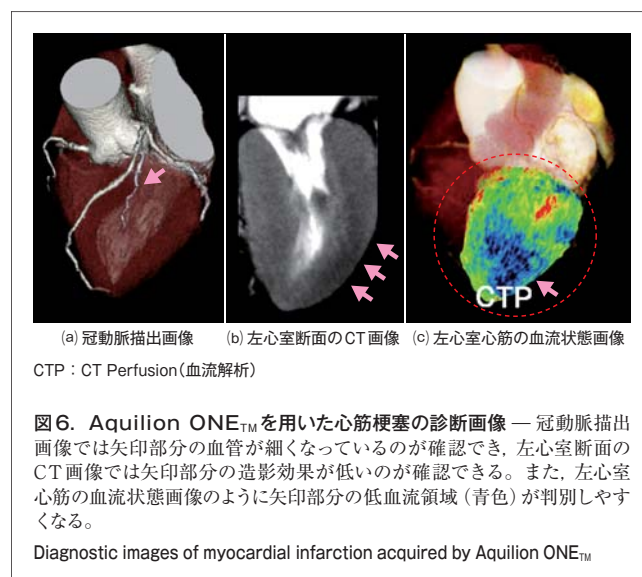 CTP
(a) 冠動脈描出画像
(b) 左心室断面のCT画像
(c) 左心室心筋の血流状態画像
CTP：CT Perfusion（血流解析）
図6．Aquilion ONE™を用いた心筋梗塞の診断画像 — 冠動脈描出
画像では矢印部分の血管が細くなっているのが確認でき，左心室断面の
CT画像では矢印部分の造影効果が低いのが確認できる。また，左心室
心筋の血流状態画像のように矢印部分の低血流領域（青色）が判別しやす
くなる。
Diagnostic images of myocardial infarction acquired by Aquilion ONE™